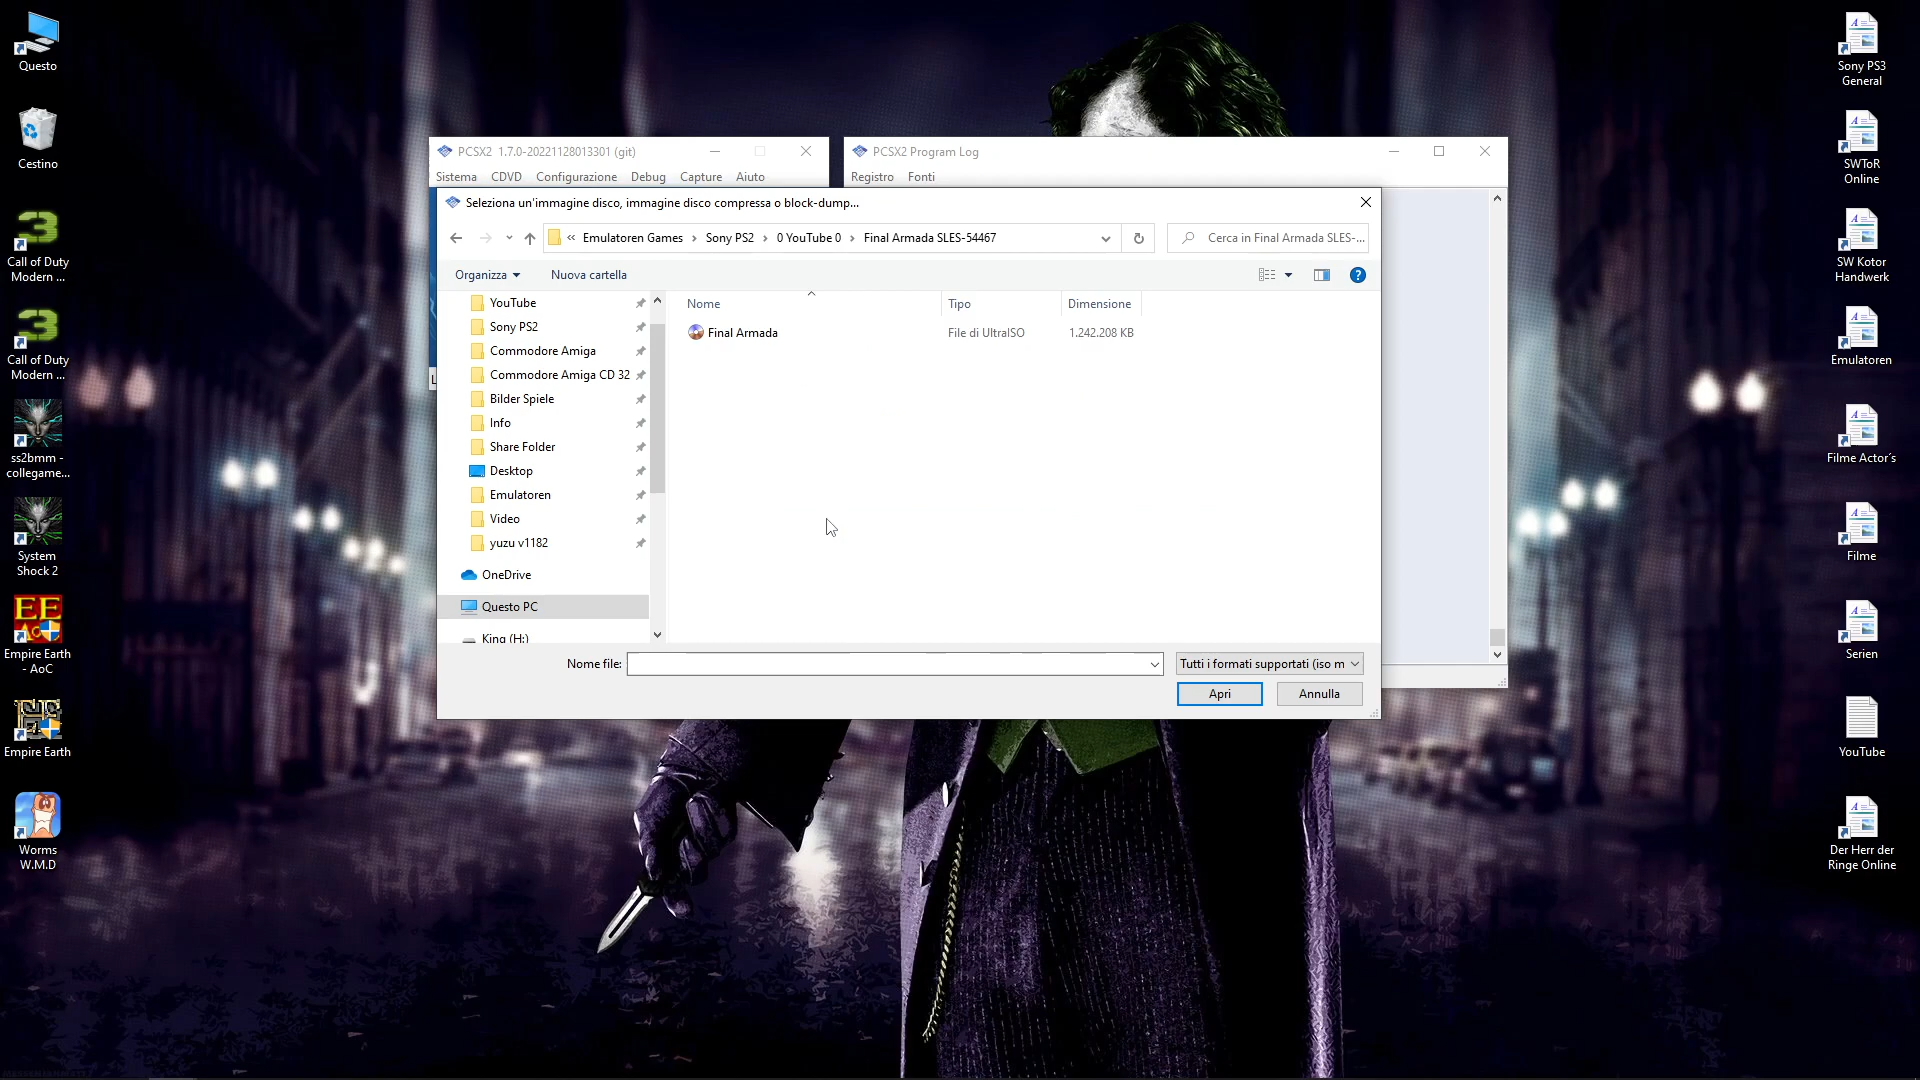 Questo
Cestino
Call of Duty
Modern ...
Call of Duty
Modern ...
ss2bmm -
collegame...
System
Shock 2
EE
AoC
Empire Earth
- AoC
Empire Earth
Worms
W.M.D
PCSX2 1.7.0-20221128013301 (git)
Sistema CDVD Configurazione Debug Capture Aiuto
PCSX2 Program Log
Registro Fonti
Seleziona un'immagine disco, immagine disco compressa o block-dump...
« Emulatoren Games › Sony PS2 › 0 YouTube 0 › Final Armada SLES-54467
Cerca in Final Armada SLES-...
Organizza Nuova cartella
YouTube
Sony PS2
Commodore Amiga
Commodore Amiga CD 32
Bilder Spiele
Info
Share Folder
Desktop
Emulatoren
Video
yuzu v1182
OneDrive
Questo PC
King (H:)
Nome Tipo Dimensione
Final Armada File di UltraISO 1.242.208 KB
Nome file:
Tutti i formati supportati (iso m
Apri Annulla
L
Sony PS3
General
SWToR
Online
SW Kotor
Handwerk
Emulatoren
Filme Actor´s
Filme
Serien
YouTube
Der Herr der
Ringe Online